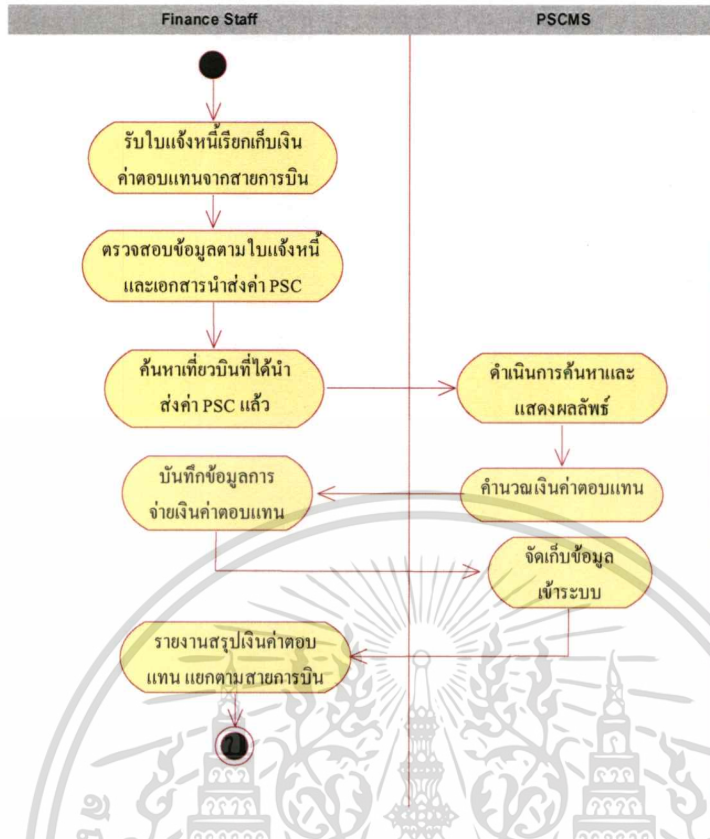 Finance Staff
PSCMS
รับใบแจ้งหนี้เรียกเก็บเงิน
ค่าตอบแทนจากสายการบิน
ตรวจสอบข้อมูลตามใบแจ้งหนี้
และเอกสารนำส่งค่า PSC
ค้นหาเที่ยวบินที่ได้นำ
ส่งค่า PSC แล้ว
ดำเนินการค้นหาและ
แสดงผลลัพธ์
คำนวณเงินค่าตอบแทน
บันทึกข้อมูลการ
จ่ายเงินค่าตอบแทน
จัดเก็บข้อมูล
เข้าระบบ
รายงานสรุปเงินค่าตอบ
แทน แยกตามสายการบิน